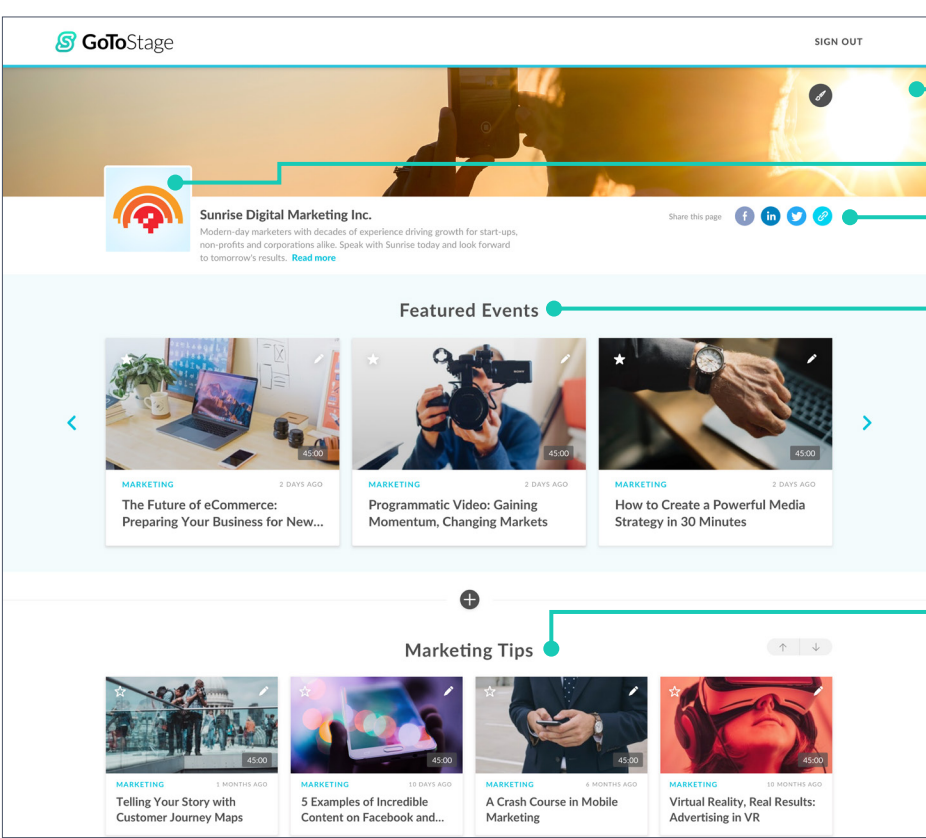 GoToStage
SIGN OUT
Sunrise Digital Marketing Inc.
Share this page
Modern-day marketers with decades of experience driving growth for start-ups,
non-profits and corporations alike. Speak with Sunrise today and look forward
to tomorrow's results. Read more
Featured Events
45:00
45:00
45:00
MARKETING 2 DAYS AGO
The Future of eCommerce:
Preparing Your Business for New...
MARKETING 2 DAYS AGO
Programmatic Video: Gaining
Momentum, Changing Markets
MARKETING 2 DAYS AGO
How to Create a Powerful Media
Strategy in 30 Minutes
Marketing Tips
45:00
45:00
45:00
45:00
MARKETING 1 MONTHS AGO
Telling Your Story with
Customer Journey Maps
MARKETING 10 DAYS AGO
5 Examples of Incredible
Content on Facebook and...
MARKETING 6 MONTHS AGO
A Crash Course in Mobile
Marketing
MARKETING 10 MONTHS AGO
Virtual Reality, Real Results:
Advertising in VR